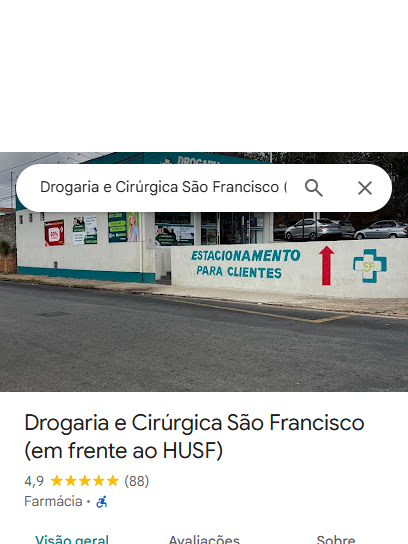 DROGARIA
Drogaria e Cirúrgica São Francisco (
ESTACIONAMENTO
PARA CLIENTES
SF
Drogaria e Cirúrgica São Francisco
(em frente ao HUSF)
4,9 (88)
Farmácia ·
Visão geral Avaliações Sobre